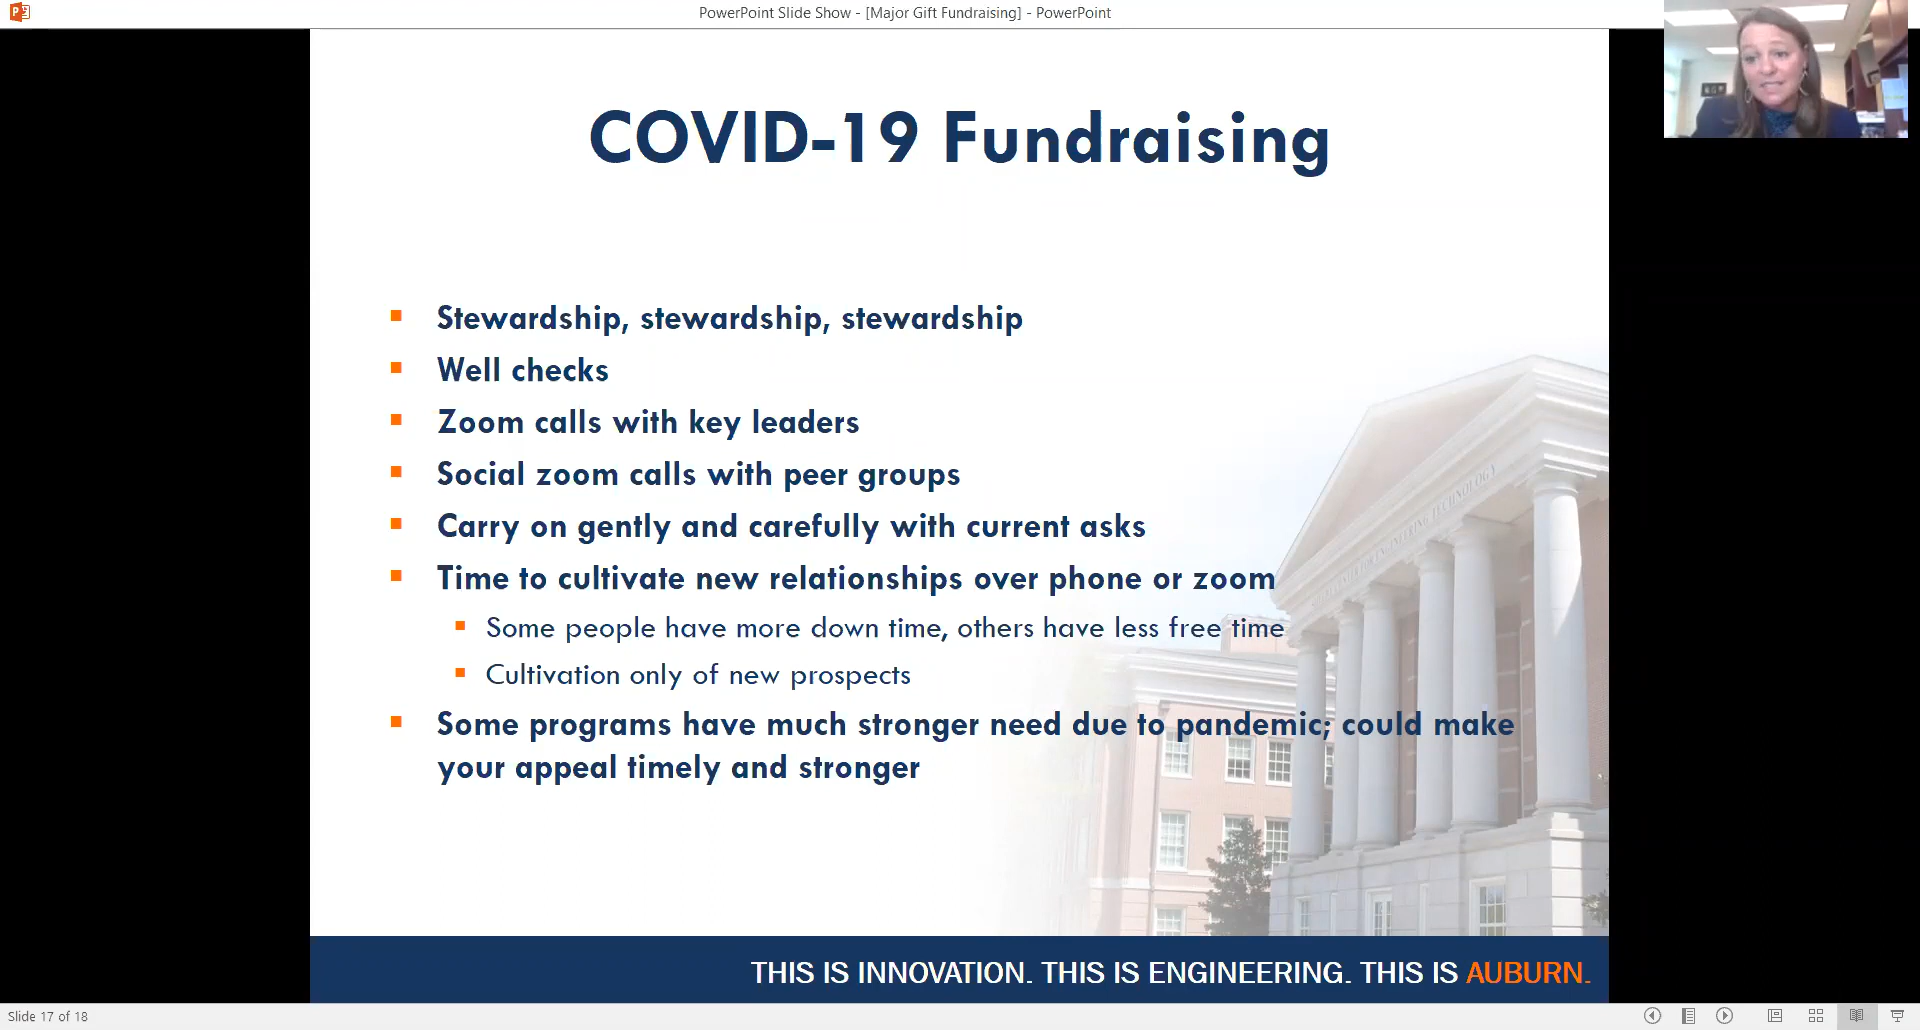 PowerPoint Slide Show - [Major Gift Fundraising] - PowerPoint
COVID-19 Fundraising
Stewardship, stewardship, stewardship
Well checks
Zoom calls with key leaders
Social zoom calls with peer groups
Carry on gently and carefully with current asks
Time to cultivate new relationships over phone or zoom
Some people have more down time, others have less free time
Cultivation only of new prospects
Some programs have much stronger need due to pandemic; could make
your appeal timely and stronger
THIS IS INNOVATION. THIS IS ENGINEERING. THIS IS AUBURN.
Slide 17 of 18